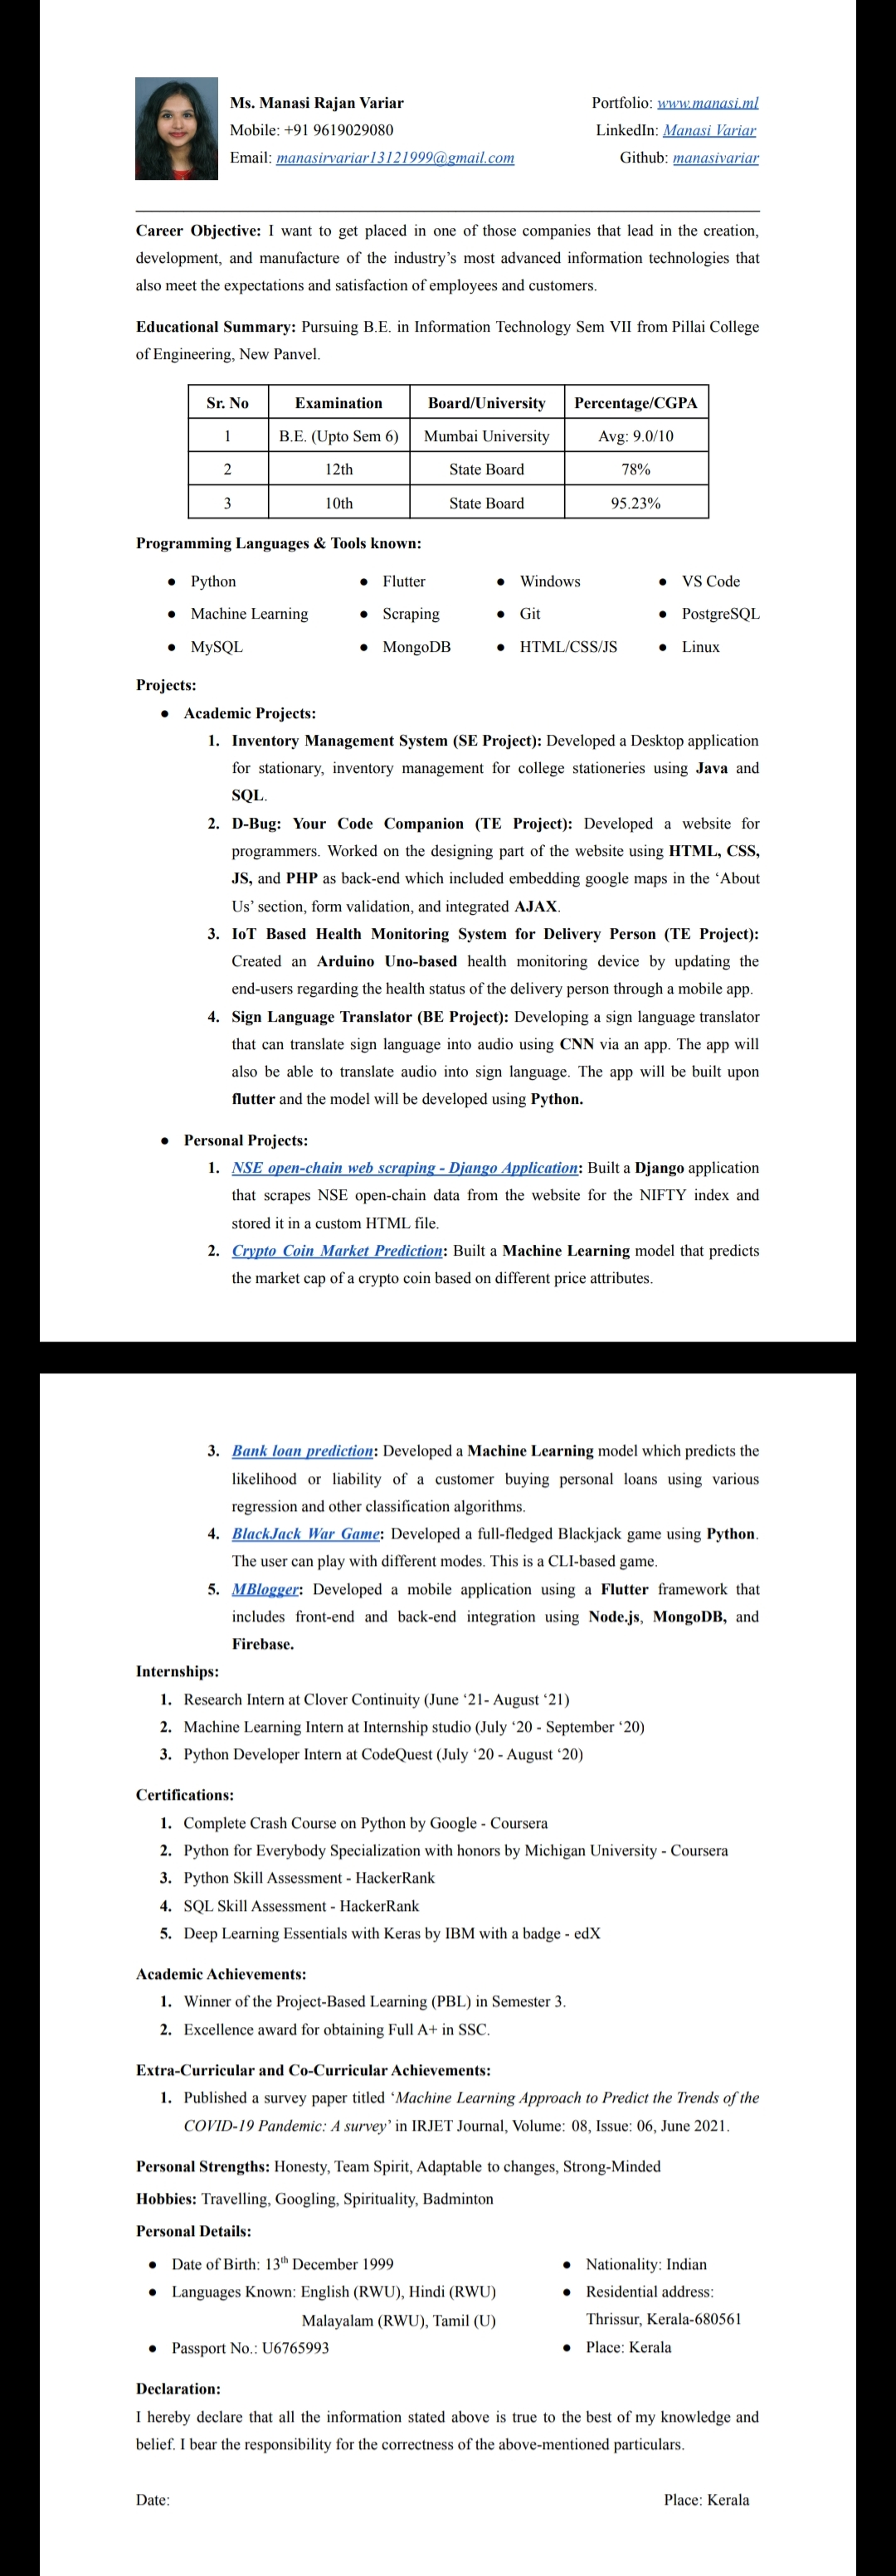 Ms. Manasi Rajan Variar
Mobile: +91 9619029080
Email: manasirvariar13121999@gmail.com
Portfolio: www.manasi.ml
LinkedIn: Manasi Variar
Github: manasivariar
Career Objective: I want to get placed in one of those companies that lead in the creation,
development, and manufacture of the industry's most advanced information technologies that
also meet the expectations and satisfaction of employees and customers.
Educational Summary: Pursuing B.E. in Information Technology Sem VII from Pillai College
of Engineering, New Panvel.
Sr. No Examination Board/University Percentage/CGPA
1 B.E. (Upto Sem 6) Mumbai University Avg: 9.0/10
2 12th State Board 78%
3 10th State Board 95.23%
Programming Languages & Tools known:
● Python ● Flutter ● Windows ● VS Code
● Machine Learning ● Scraping ● Git ● PostgreSQL
● MySQL ● MongoDB ● HTML/CSS/JS ● Linux
Projects:
● Academic Projects:
1. Inventory Management System (SE Project): Developed a Desktop application
for stationary, inventory management for college stationeries using Java and
SQL.
2. D-Bug: Your Code Companion (TE Project): Developed a website for
programmers. Worked on the designing part of the website using HTML, CSS,
JS, and PHP as back-end which included embedding google maps in the 'About
Us' section, form validation, and integrated AJAX.
3. IoT Based Health Monitoring System for Delivery Person (TE Project):
Created an Arduino Uno-based health monitoring device by updating the
end-users regarding the health status of the delivery person through a mobile app.
4. Sign Language Translator (BE Project): Developing a sign language translator
that can translate sign language into audio using CNN via an app. The app will
also be able to translate audio into sign language. The app will be built upon
flutter and the model will be developed using Python.
● Personal Projects:
1. NSE open-chain web scraping - Django Application: Built a Django application
that scrapes NSE open-chain data from the website for the NIFTY index and
stored it in a custom HTML file.
2. Crypto Coin Market Prediction: Built a Machine Learning model that predicts
the market cap of a crypto coin based on different price attributes.
3. Bank loan prediction: Developed a Machine Learning model which predicts the
likelihood or liability of a customer buying personal loans using various
regression and other classification algorithms.
4. BlackJack War Game: Developed a full-fledged Blackjack game using Python.
The user can play with different modes. This is a CLI-based game.
5. MBlogger: Developed a mobile application using a Flutter framework that
includes front-end and back-end integration using Node.js, MongoDB, and
Firebase.
Internships:
1. Research Intern at Clover Continuity (June '21- August '21)
2. Machine Learning Intern at Internship studio (July '20 - September '20)
3. Python Developer Intern at CodeQuest (July '20 - August '20)
Certifications:
1. Complete Crash Course on Python by Google - Coursera
2. Python for Everybody Specialization with honors by Michigan University - Coursera
3. Python Skill Assessment - HackerRank
4. SQL Skill Assessment - HackerRank
5. Deep Learning Essentials with Keras by IBM with a badge - edX
Academic Achievements:
1. Winner of the Project-Based Learning (PBL) in Semester 3.
2. Excellence award for obtaining Full A+ in SSC.
Extra-Curricular and Co-Curricular Achievements:
1. Published a survey paper titled 'Machine Learning Approach to Predict the Trends of the
COVID-19 Pandemic: A survey' in IRJET Journal, Volume: 08, Issue: 06, June 2021.
Personal Strengths: Honesty, Team Spirit, Adaptable to changes, Strong-Minded
Hobbies: Travelling, Googling, Spirituality, Badminton
Personal Details:
● Date of Birth: 13th December 1999
● Languages Known: English (RWU), Hindi (RWU)
Malayalam (RWU), Tamil (U)
● Passport No.: U6765993
● Nationality: Indian
● Residential address:
Thrissur, Kerala-680561
● Place: Kerala
Declaration:
I hereby declare that all the information stated above is true to the best of my knowledge and
belief. I bear the responsibility for the correctness of the above-mentioned particulars.
Date: Place: Kerala